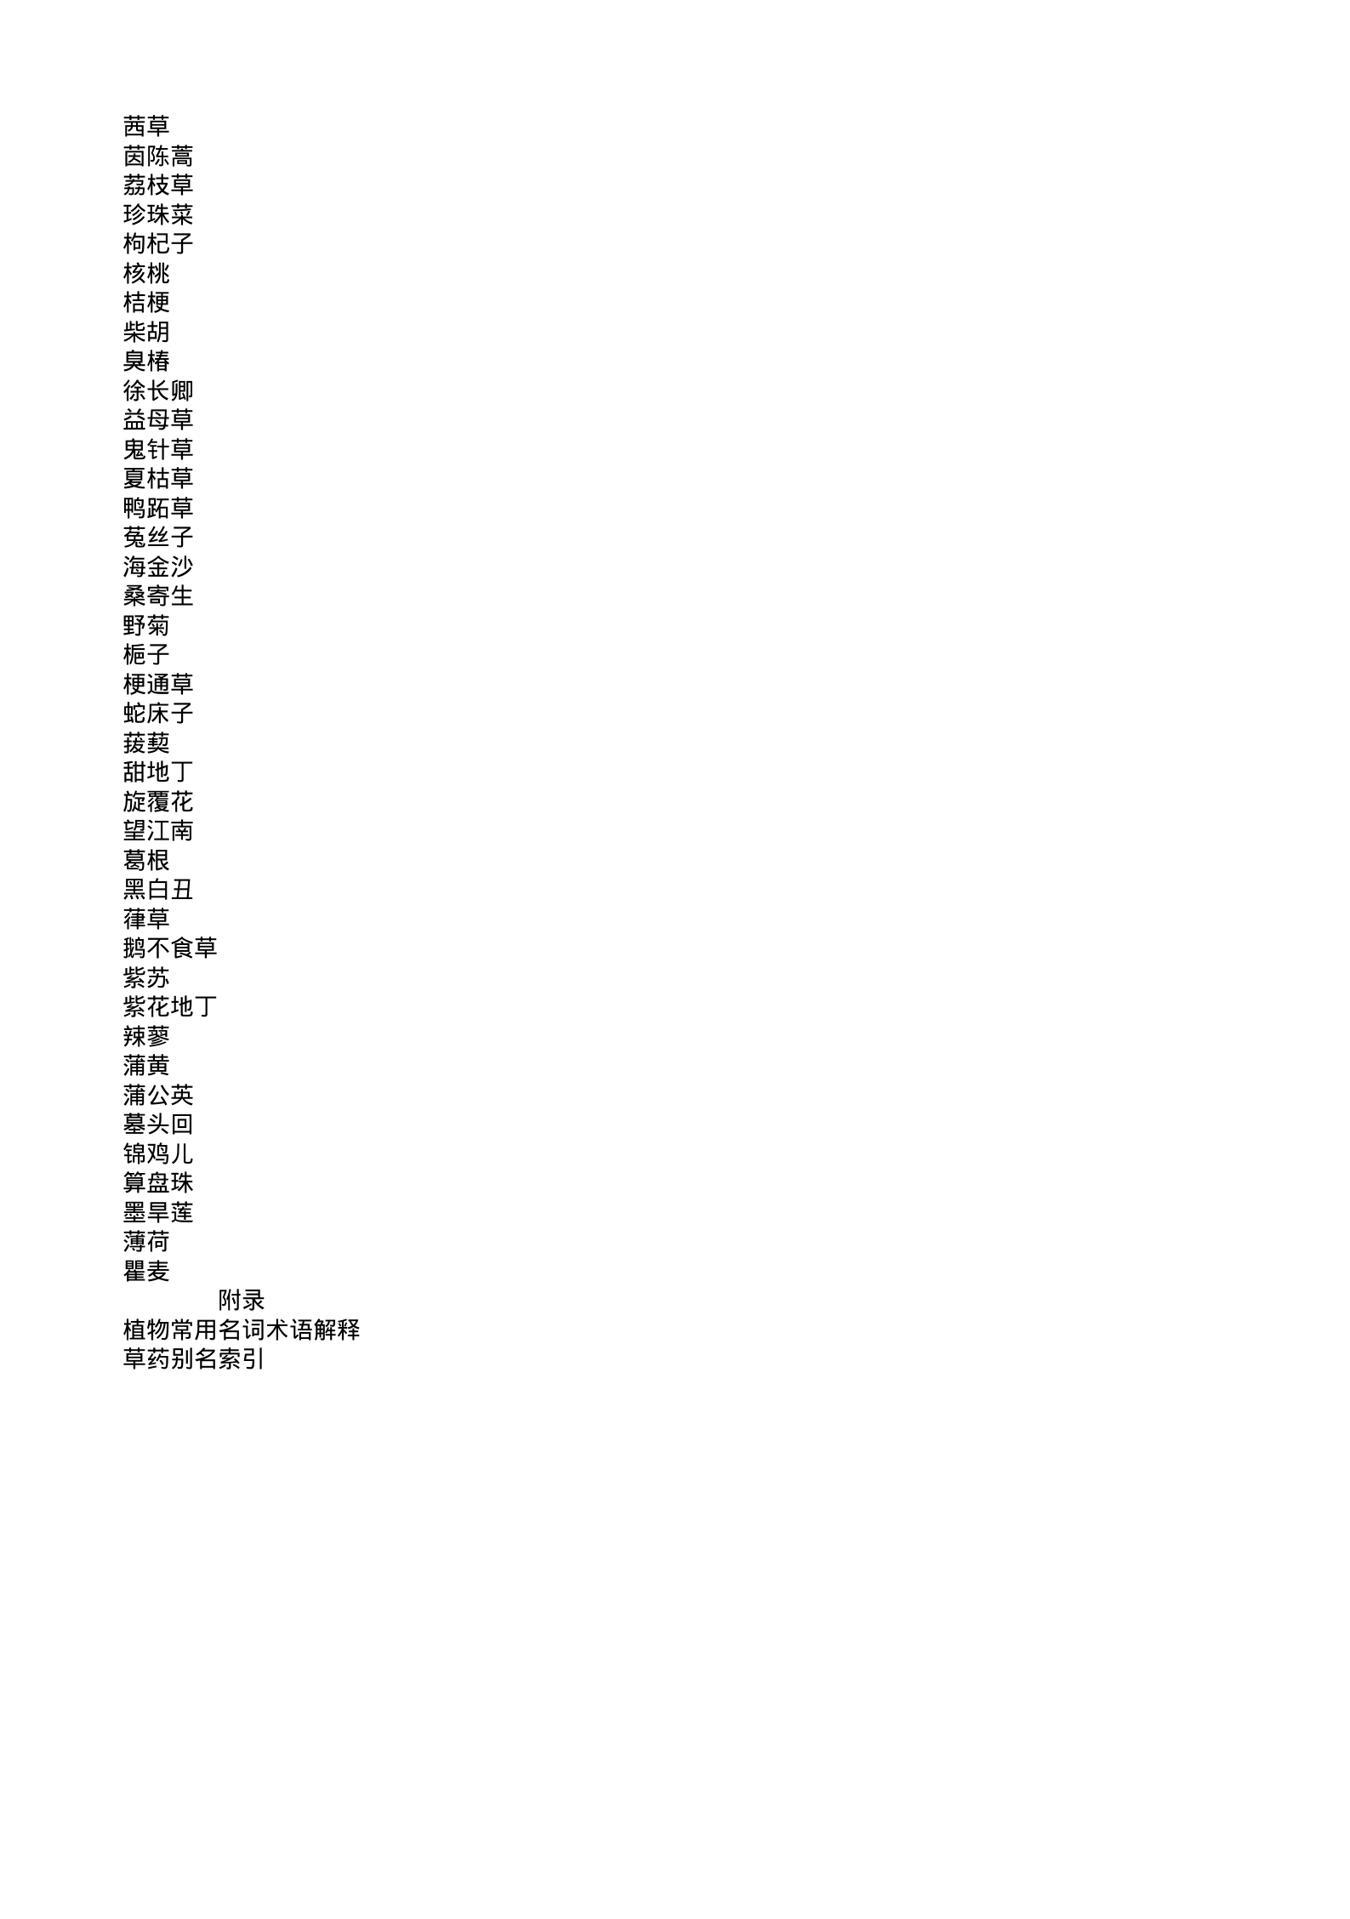 茜草
茵陈蒿
荔枝草
珍珠菜
枸杞子
核桃
桔梗
柴胡
臭椿
徐长卿
益母草
鬼针草
夏枯草
鸭跖草
菟丝子
海金沙
桑寄生
野菊
栀子
梗通草
蛇床子
菝葜
甜地丁
旋覆花
望江南
葛根
黑白丑
葎草
鹅不食草
紫苏
紫花地丁
辣蓼
蒲黄
蒲公英
墓头回
锦鸡儿
算盘珠
墨旱莲
薄荷
瞿麦
附录
植物常用名词术语解释
草药别名索引